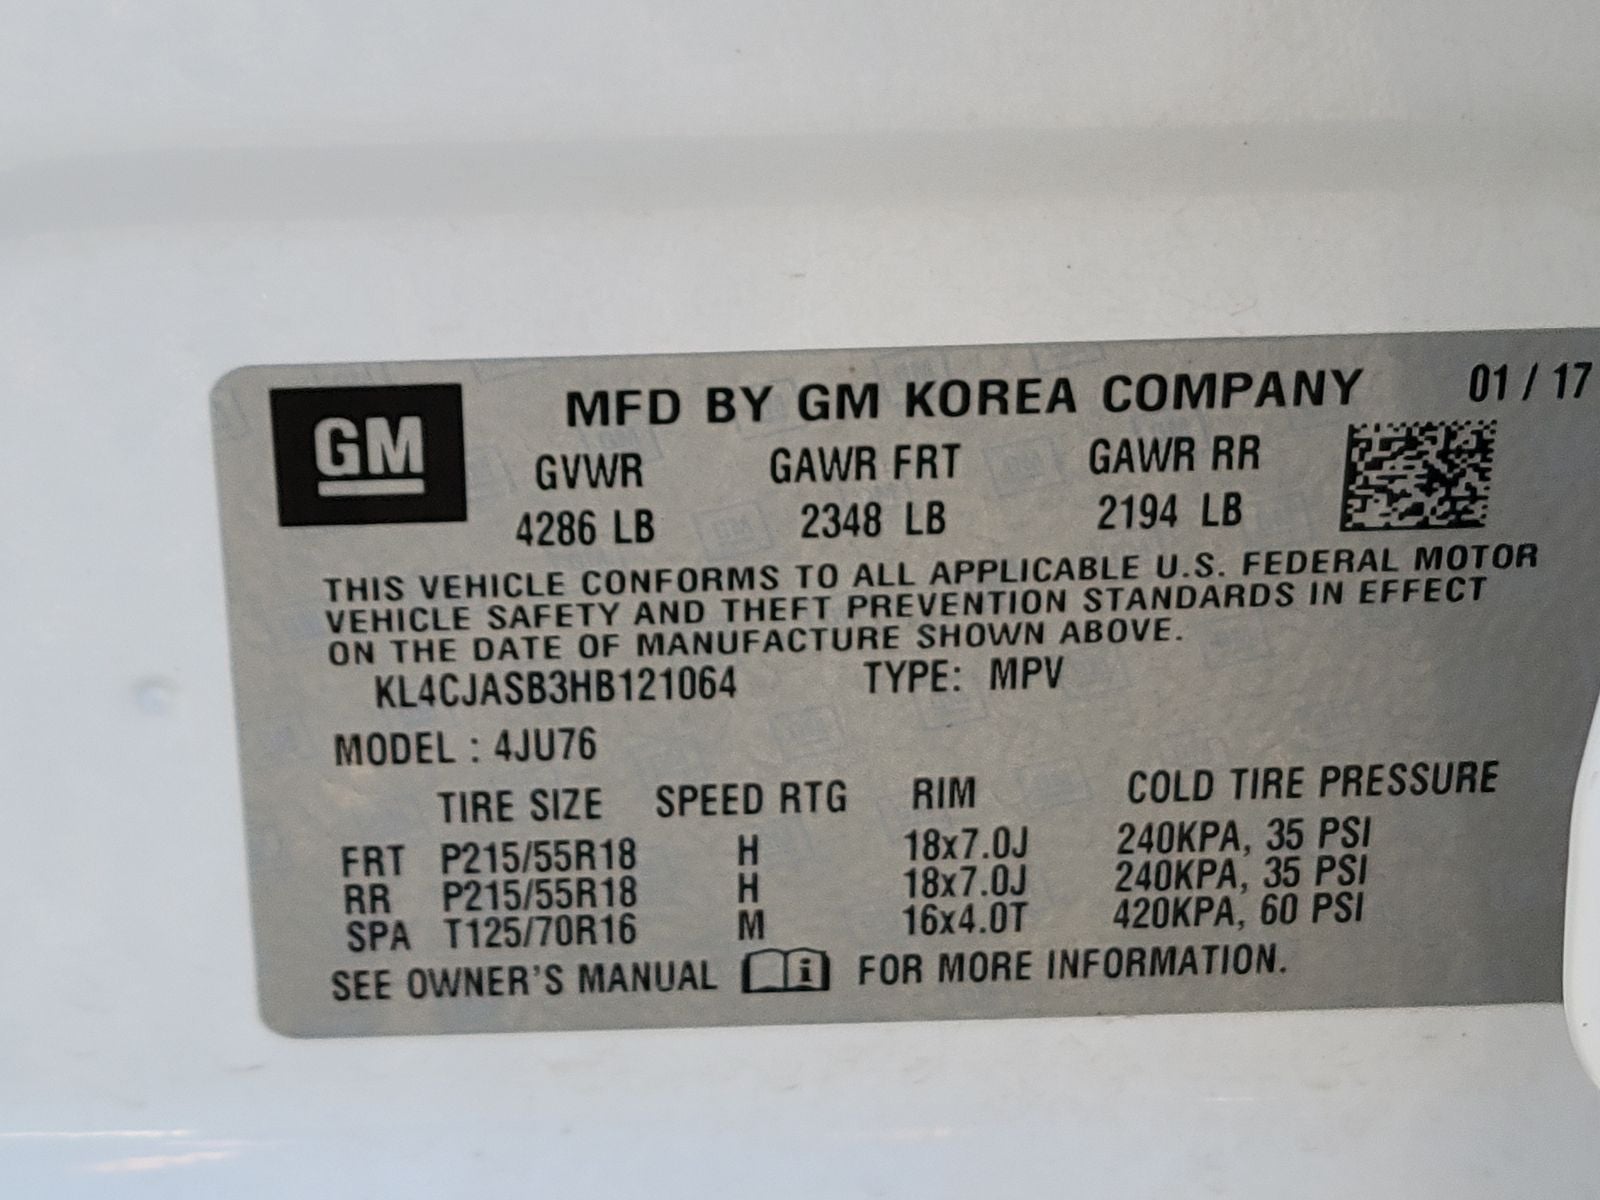 GM
MFD BY GM KOREA COMPANY 01 / 17
GVWR GAWR FRT GAWR RR
4286 LB 2348 LB 2194 LB
THIS VEHICLE CONFORMS TO ALL APPLICABLE U.S. FEDERAL MOTOR
VEHICLE SAFETY AND THEFT PREVENTION STANDARDS IN EFFECT
ON THE DATE OF MANUFACTURE SHOWN ABOVE.
KL4CJASB3HB121064 TYPE: MPV
MODEL : 4JU76
TIRE SIZE SPEED RTG RIM COLD TIRE PRESSURE
FRT P215/55R18 H 18x7.0J 240KPA, 35 PSI
RR P215/55R18 H 18x7.0J 240KPA, 35 PSI
SPA T125/70R16 M 16x4.0T 420KPA, 60 PSI
SEE OWNER'S MANUAL i FOR MORE INFORMATION.